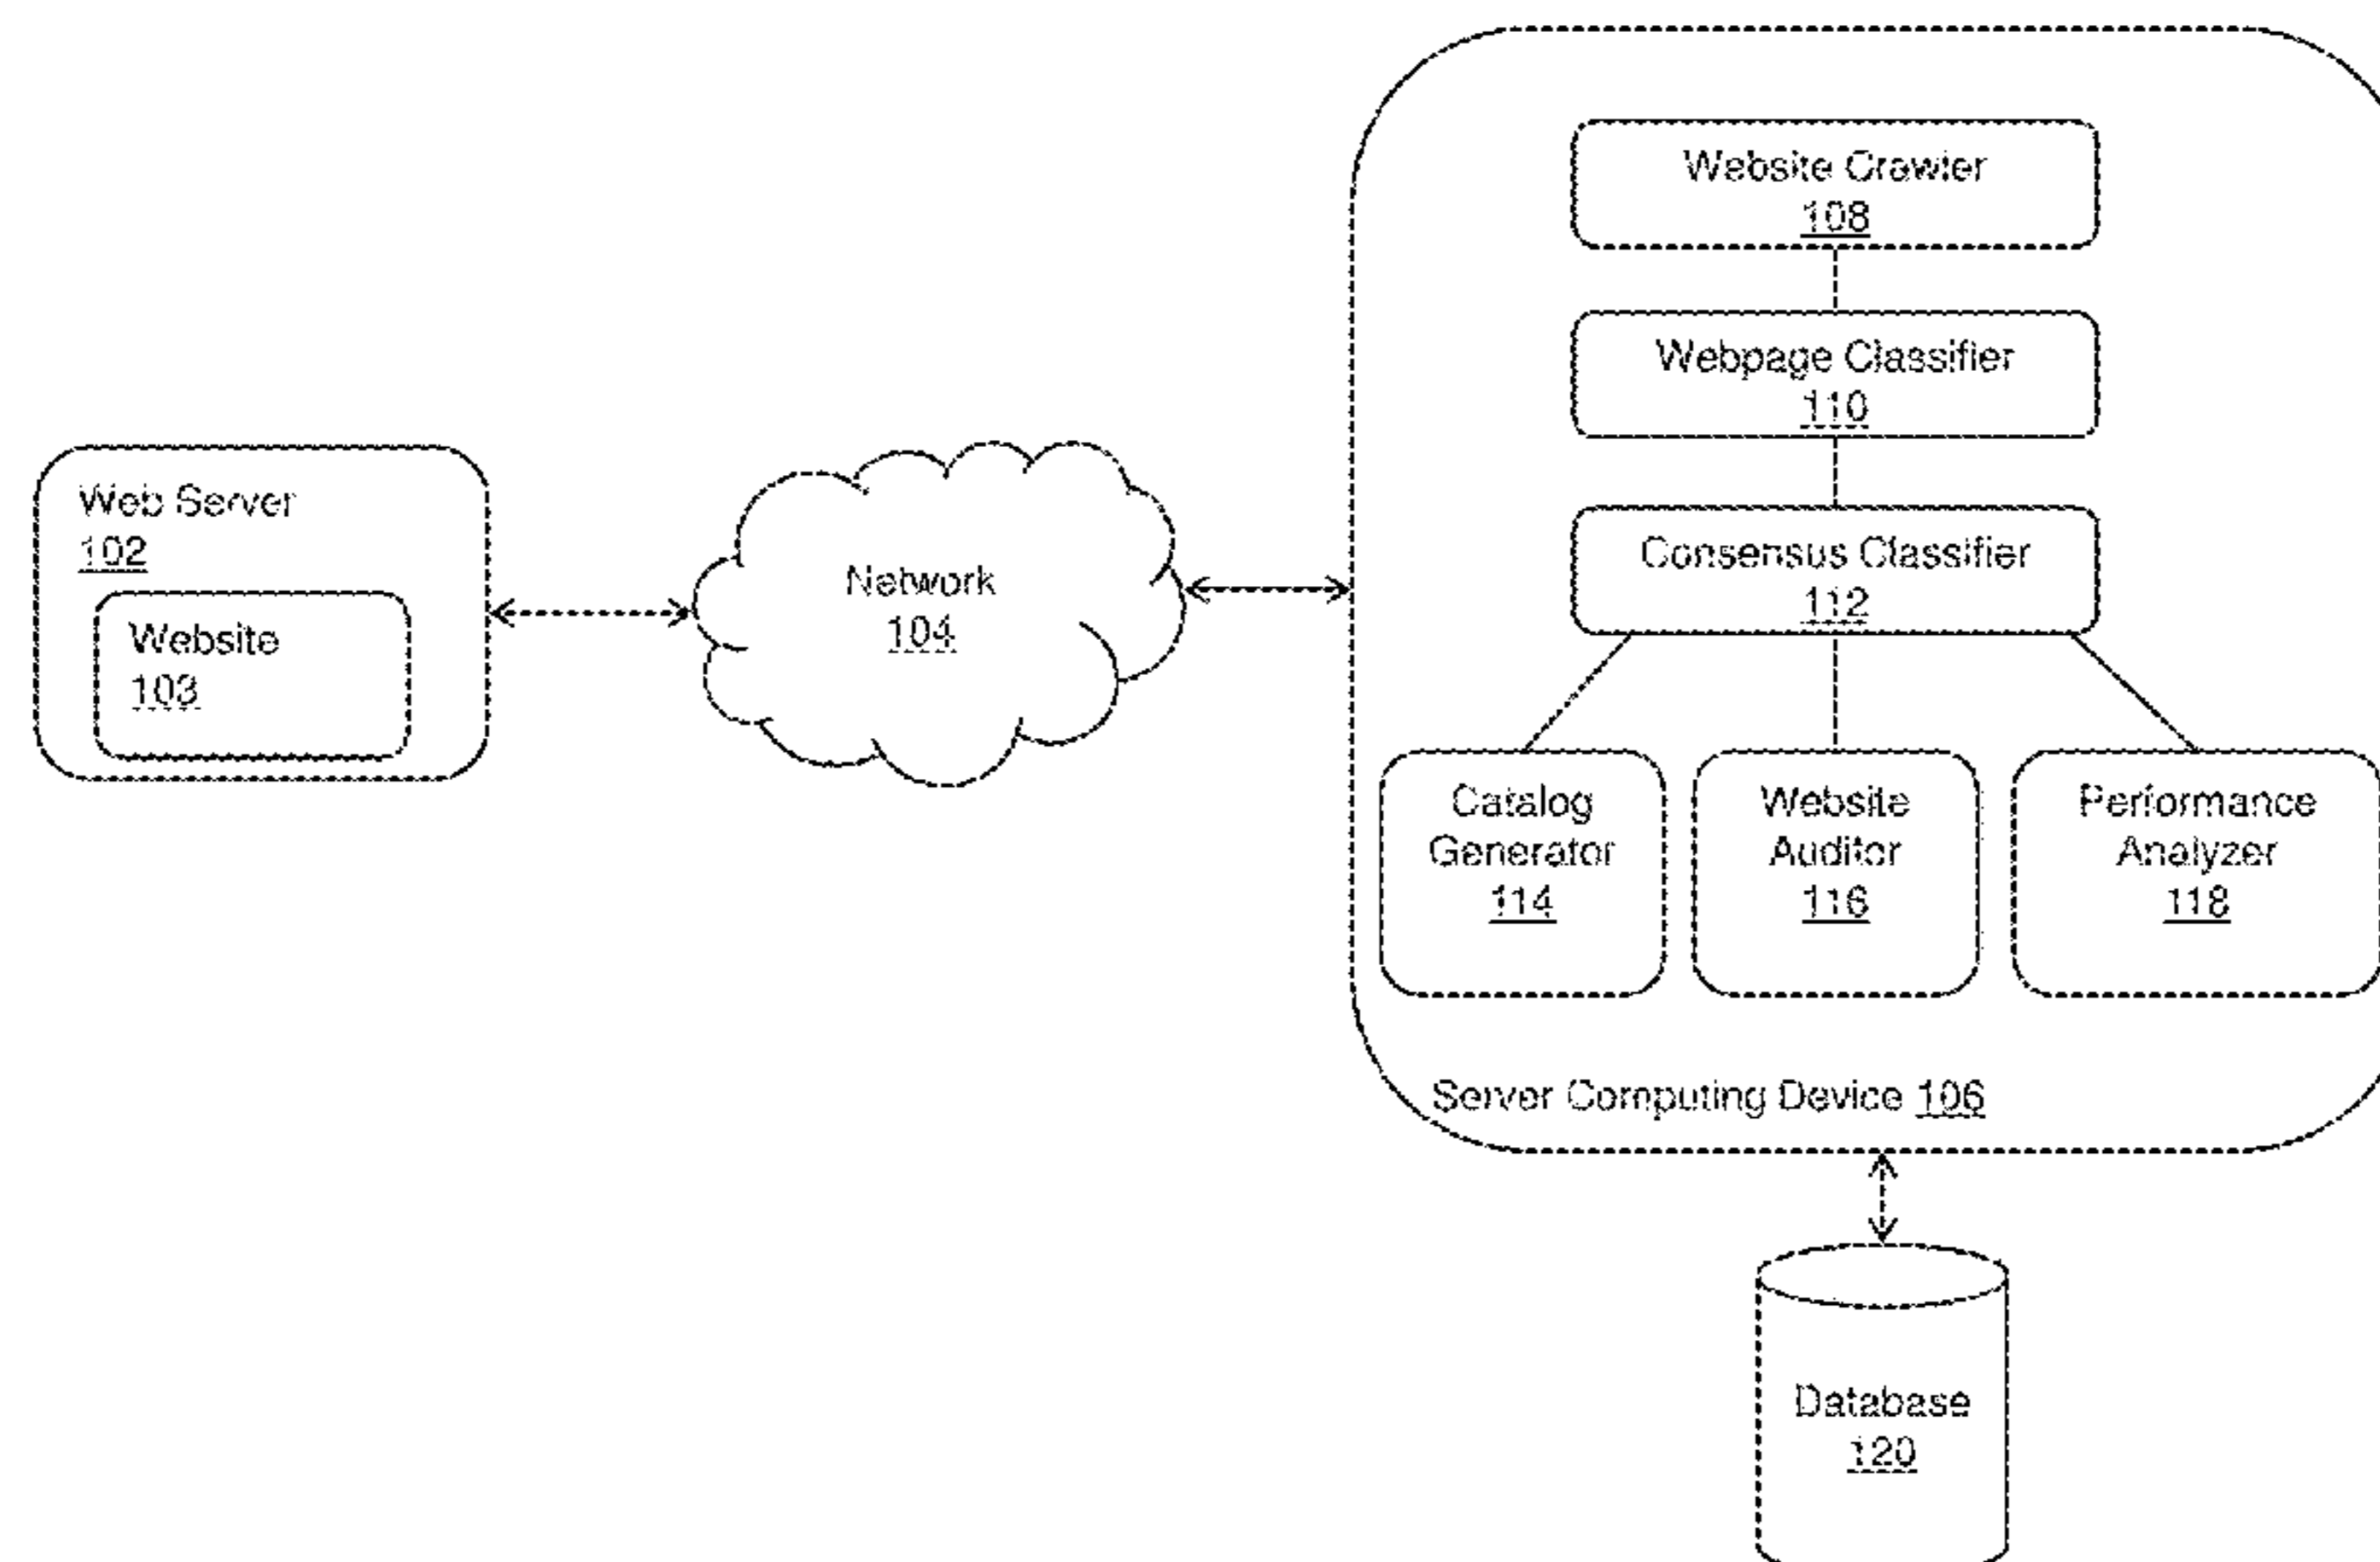 Website Crawler
108
Webpage Classifier
110
Consensus Classifier
112
Web Server
102
Website
103
Network
104
Catalog
Generator
114
Website
Auditor
116
Performance
Analyzer
118
Server Computing Device 106
Database
120